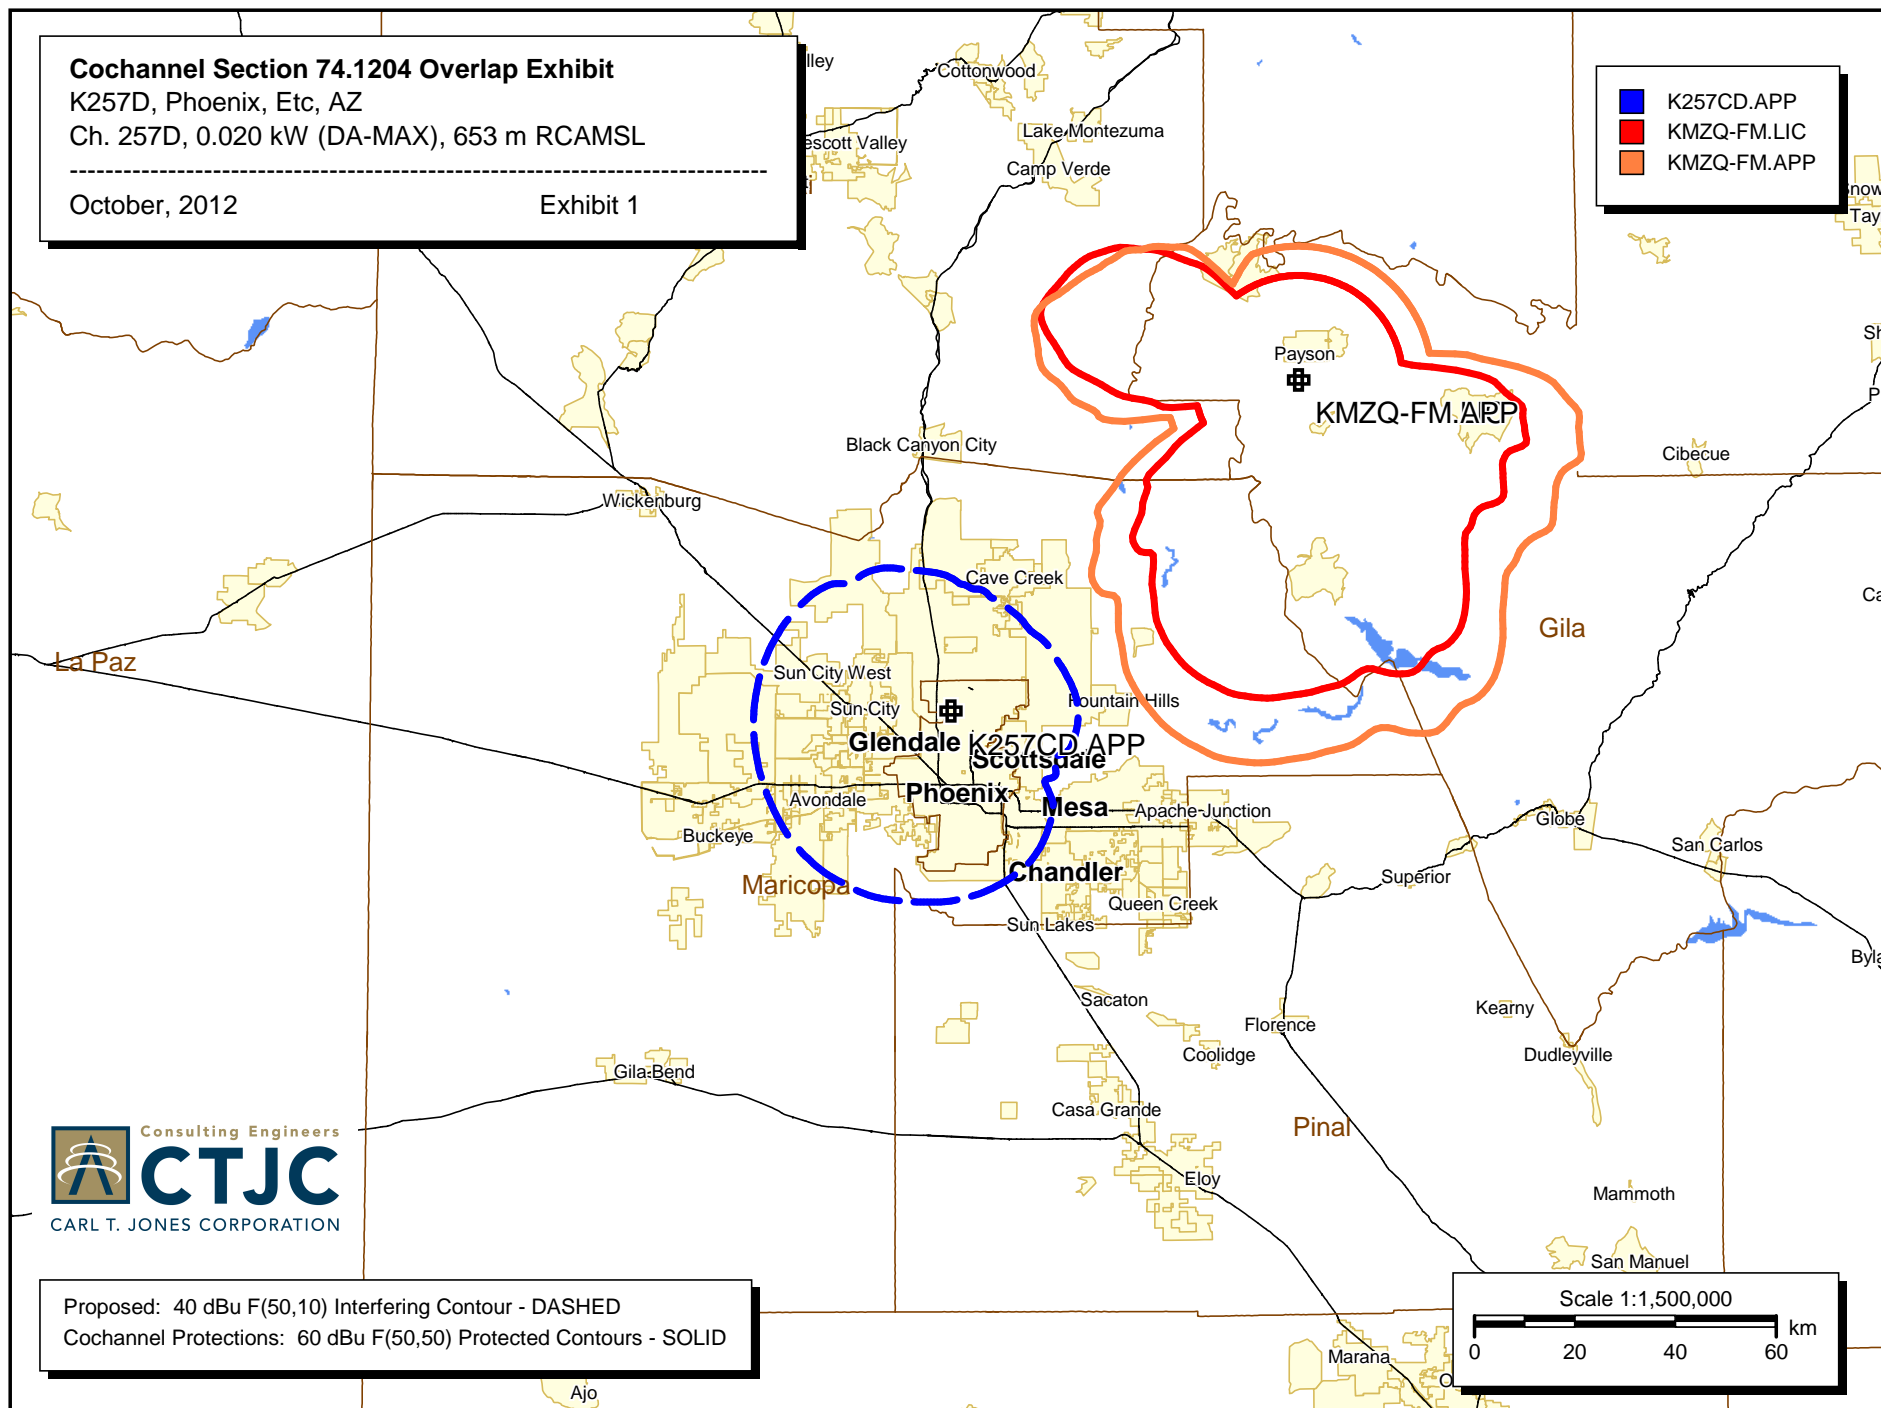 Cochannel Section 74.1204 Overlap Exhibit
K257D, Phoenix, Etc, AZ
Ch. 257D, 0.020 kW (DA-MAX), 653 m RCAMSL
October, 2012 Exhibit 1
K257CD.APP
KMZQ-FM.LIC
KMZQ-FM.APP
Cottonwood
Lake Montezuma
Camp Verde
Payson
KMZQ-FM.APP
Black Canyon City
Cibecue
Wickenburg
Cave Creek
Gila
La Paz
Sun City West
Sun City
Fountain Hills
Glendale
K257CD.APP
Scottsdale
Phoenix
Avondale
Mesa
Apache Junction
Buckeye
Globe
San Carlos
Chandler
Superior
Maricopa
Queen Creek
Sun Lakes
Sacaton
Kearny
Florence
Coolidge
Dudleyville
Gila Bend
Casa Grande
Pinal
Eloy
Mammoth
San Manuel
Consulting Engineers
CTJC
CARL T. JONES CORPORATION
Proposed: 40 dBu F(50,10) Interfering Contour - DASHED
Cochannel Protections: 60 dBu F(50,50) Protected Contours - SOLID
Scale 1:1,500,000
km
0 20 40 60
Marana
Ajo